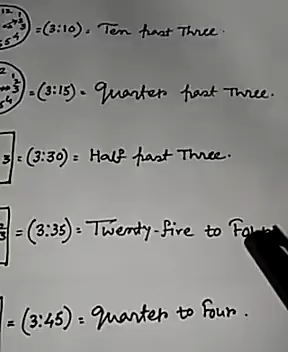 = (3:10) = Ten past Three.
= (3:15) = Quarter past Three.
3 = (3:30) = Half past Three.
= (3:35) = Twenty-five to
= (3:45) = Quarter to four.